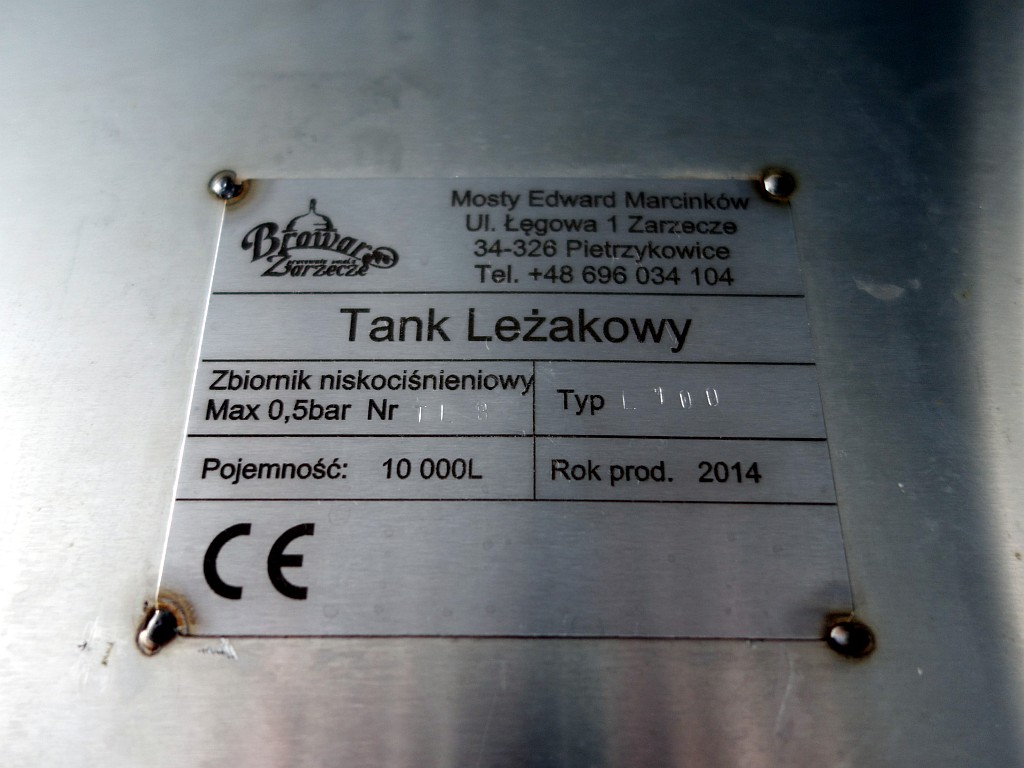 Browar
Zarzecze
Mosty Edward Marcinków
Ul. Łęgowa 1 Zarzecze
34-326 Pietrzykowice
Tel. +48 696 034 104
Tank Leżakowy
Zbiornik niskociśnieniowy
Max 0,5bar Nr
Typ L 100
Pojemność: 10 000L
Rok prod. 2014
CE